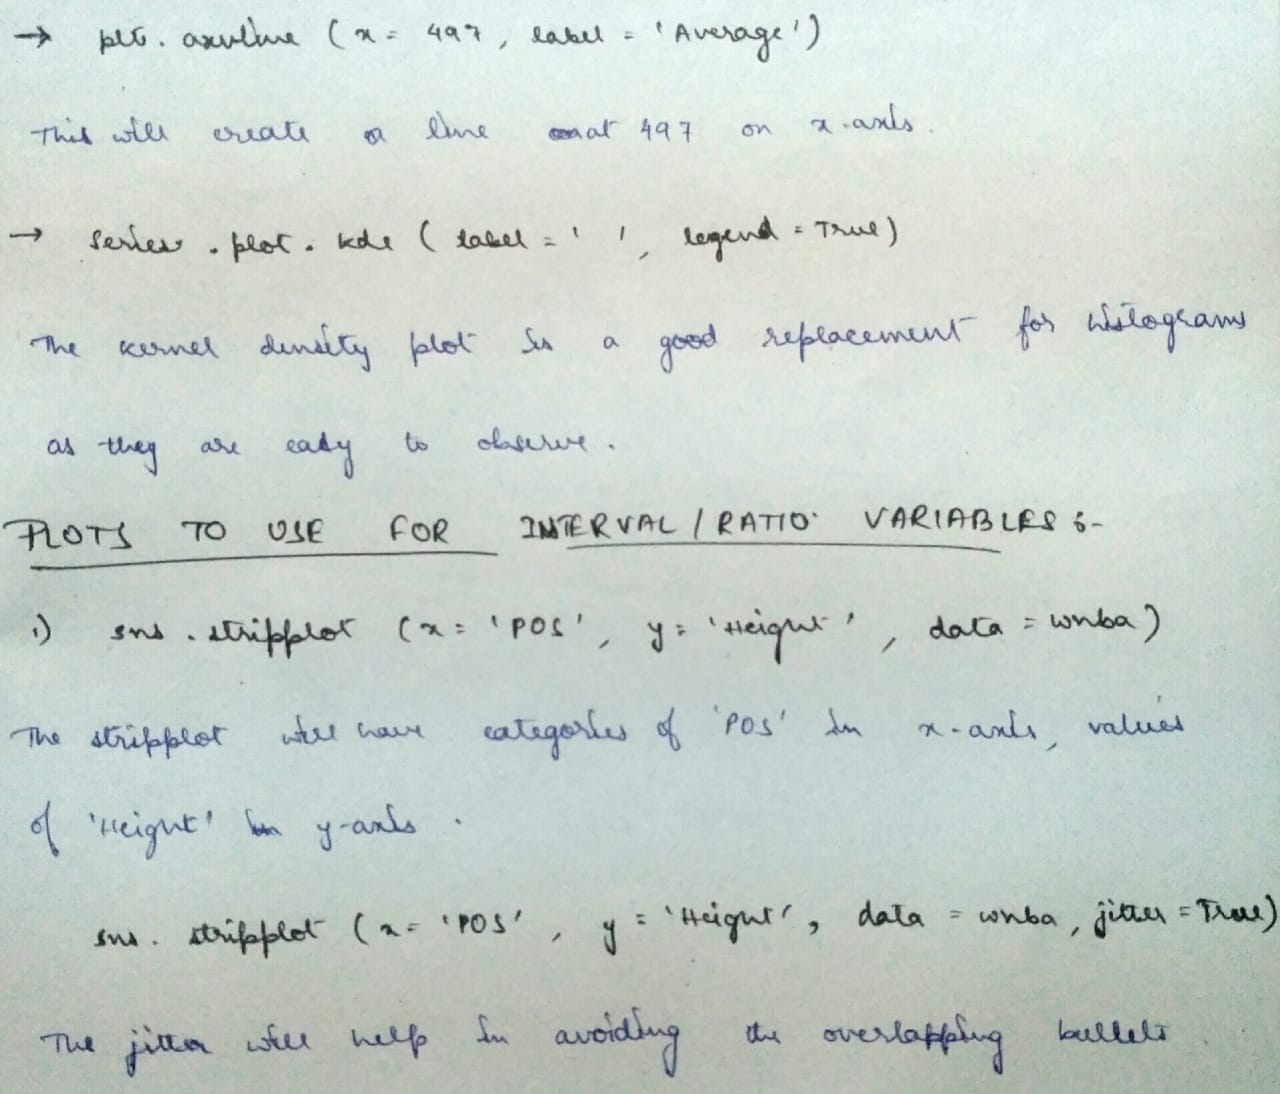 → plt. axvline (x = 497, label = 'Average')
This will create a line at 497 on x-axis.
→ Series . plot . kde ( label = ' ', legend = True)
The kernel density plot is a good replacement for histograms
as they are easy to observe.
PLOTS TO USE FOR INTERVAL / RATIO VARIABLES :-
1) sns . stripplot (x = 'POS', y = 'Height', data = wnba)
The stripplot will have categories of 'POS' in x-axis, values
of 'Height' in y-axis.
sns. stripplot (x = 'POS', y = 'Height', data = wnba, jitter = True)
The jitter will help in avoiding the overlapping bullets.